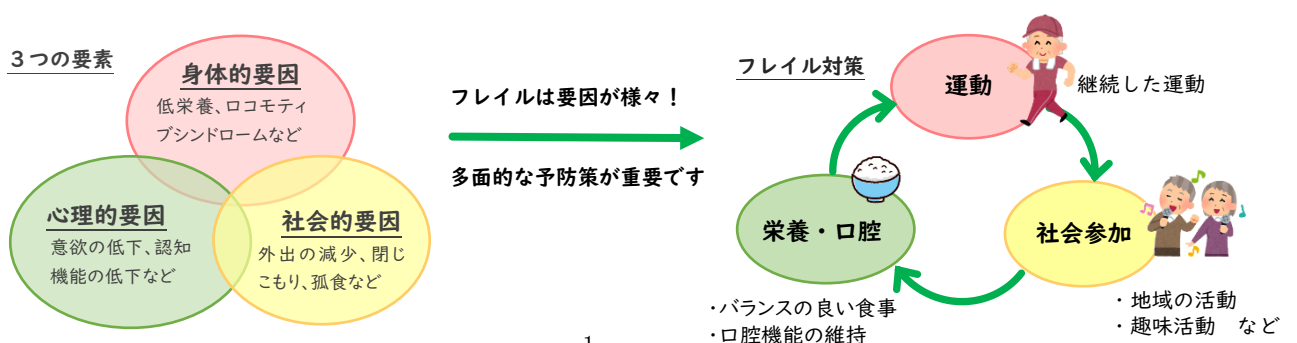 ３つの要素
身体的要因
低栄養、ロコモティ
ブシンドロームなど
心理的要因
意欲の低下、認知
機能の低下など
社会的要因
外出の減少、閉じ
こもり、孤食など
フレイルは要因が様々！
多面的な予防策が重要です
フレイル対策
運動
継続した運動
社会参加
・地域の活動
・趣味活動　など
栄養・口腔
・バランスの良い食事
・口腔機能の維持
1